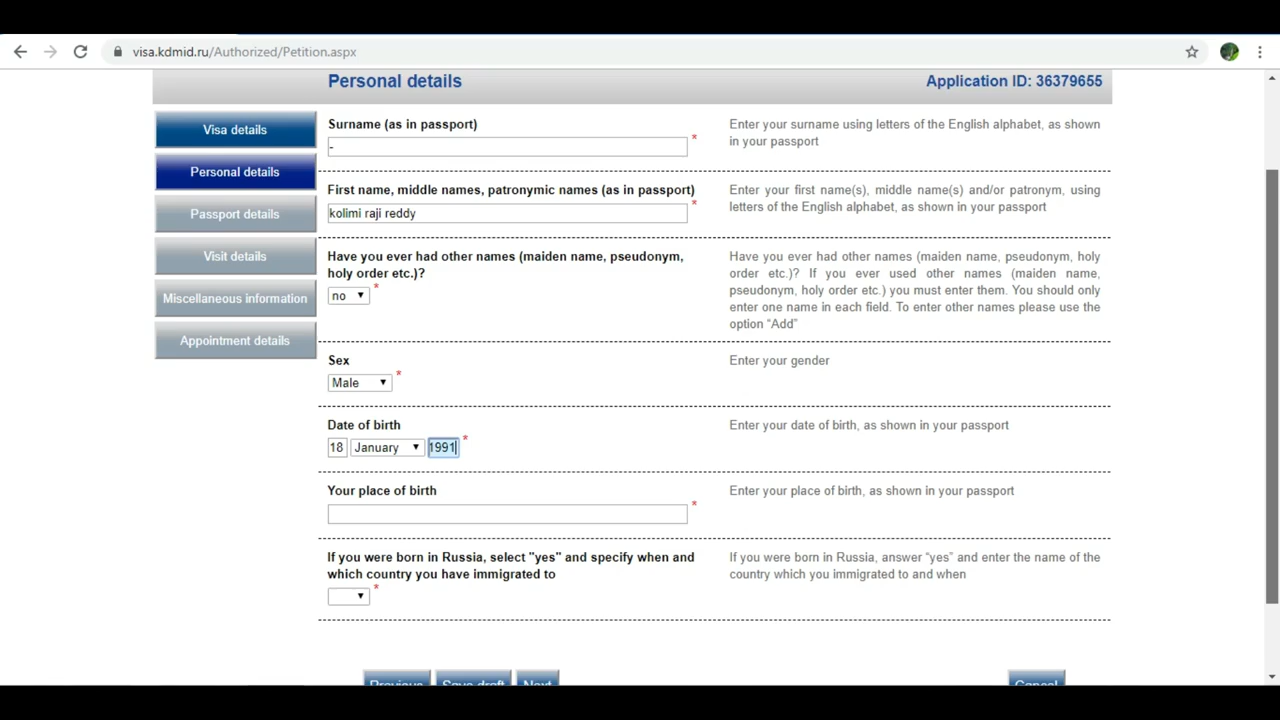 visa.kdmid.ru/Authorized/Petition.aspx
Personal details
Application ID: 36379655
Visa details
Personal details
Passport details
Visit details
Miscellaneous information
Appointment details
Surname (as in passport)
*
-
Enter your surname using letters of the English alphabet, as shown
in your passport
First name, middle names, patronymic names (as in passport)
*
kolimi raji reddy
Enter your first name(s), middle name(s) and/or patronym, using
letters of the English alphabet, as shown in your passport
Have you ever had other names (maiden name, pseudonym,
holy order etc.)?
no
*
Have you ever had other names (maiden name, pseudonym, holy
order etc.)? If you ever used other names (maiden name,
pseudonym, holy order etc.) you must enter them. You should only
enter one name in each field. To enter other names please use the
option “Add”
Sex
Male
*
Enter your gender
Date of birth
18 January 1991
*
Enter your date of birth, as shown in your passport
Your place of birth
*
Enter your place of birth, as shown in your passport
If you were born in Russia, select "yes" and specify when and
which country you have immigrated to
*
If you were born in Russia, answer “yes” and enter the name of the
country which you immigrated to and when
Previous
Save draft
Next
Cancel